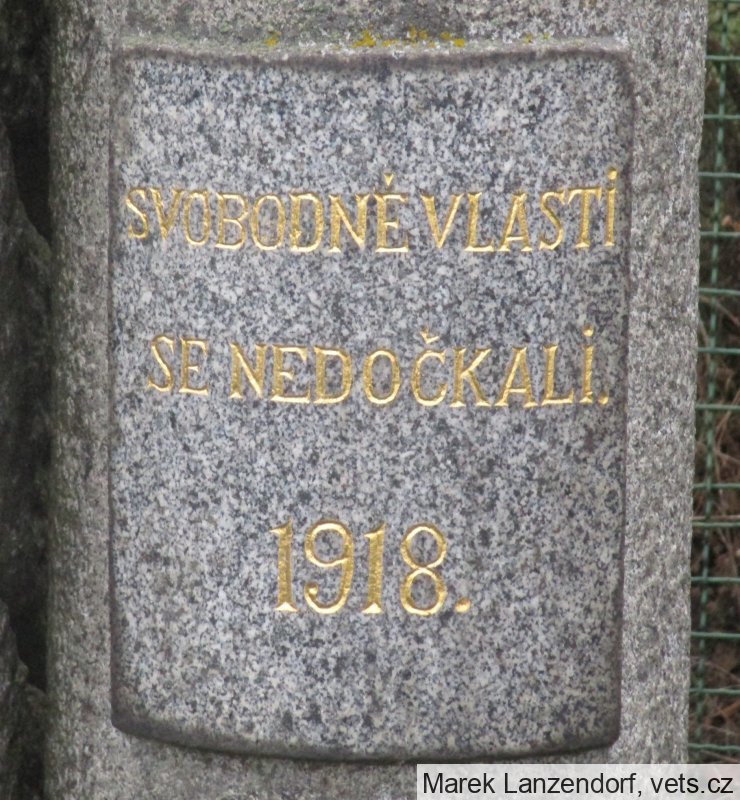 SVOBODNÉ VLASTI
SE NEDOČKALI.
1918.
Marek Lanzendorf, vets.cz